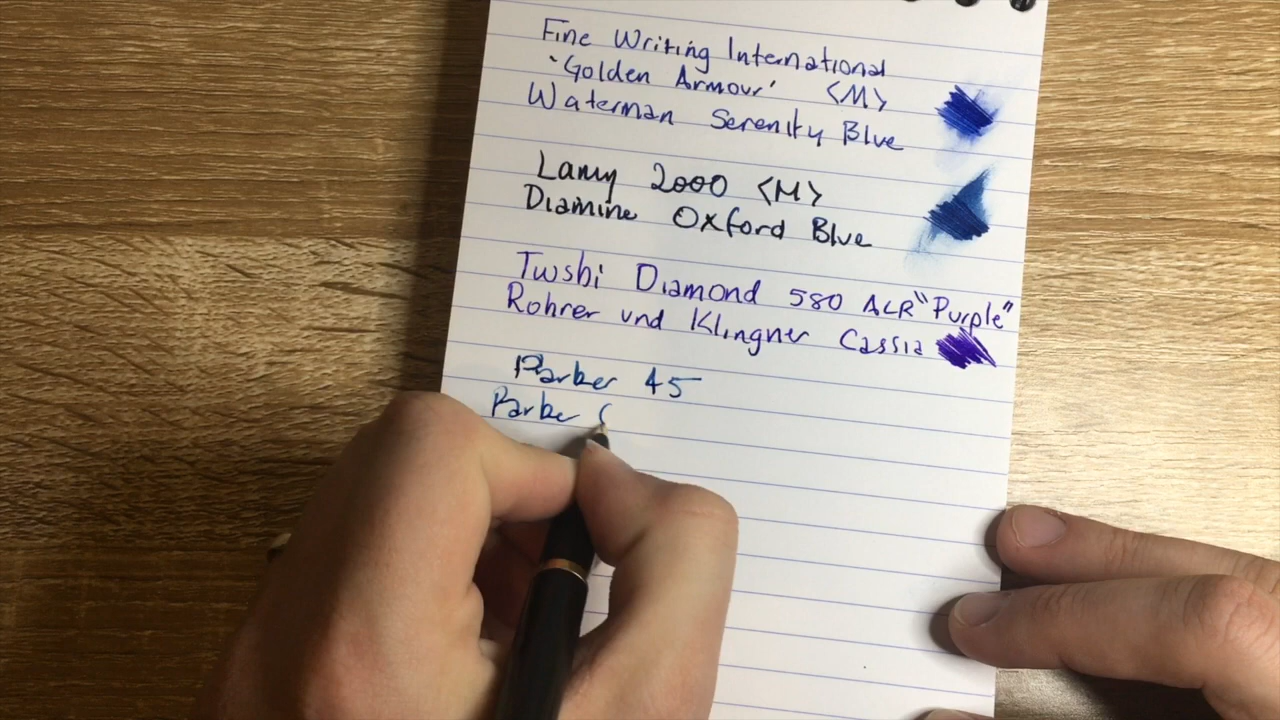 Fine Writing International
'Golden Armour' <M>
Waterman Serenity Blue
Lamy 2000 <M>
Diamine Oxford Blue
Twsbi Diamond 580 ALR "Purple"
Rohrer und Klingner Cassia
Parker 45
Parker